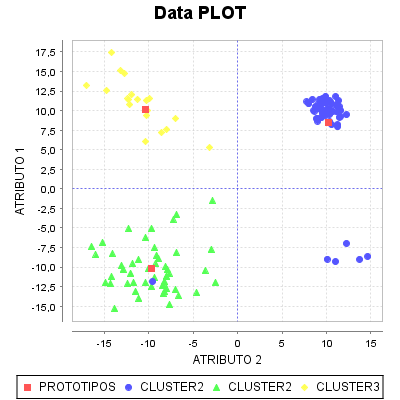 Data PLOT
17,5
15,0
12,5
10,0
7,5
5,0
2,5
0,0
-2,5
-5,0
-7,5
-10,0
-12,5
-15,0
ATRIBUTO 1
-15 -10 -5 0 5 10 15
ATRIBUTO 2
PROTOTIPOS CLUSTER2 CLUSTER2 CLUSTER3